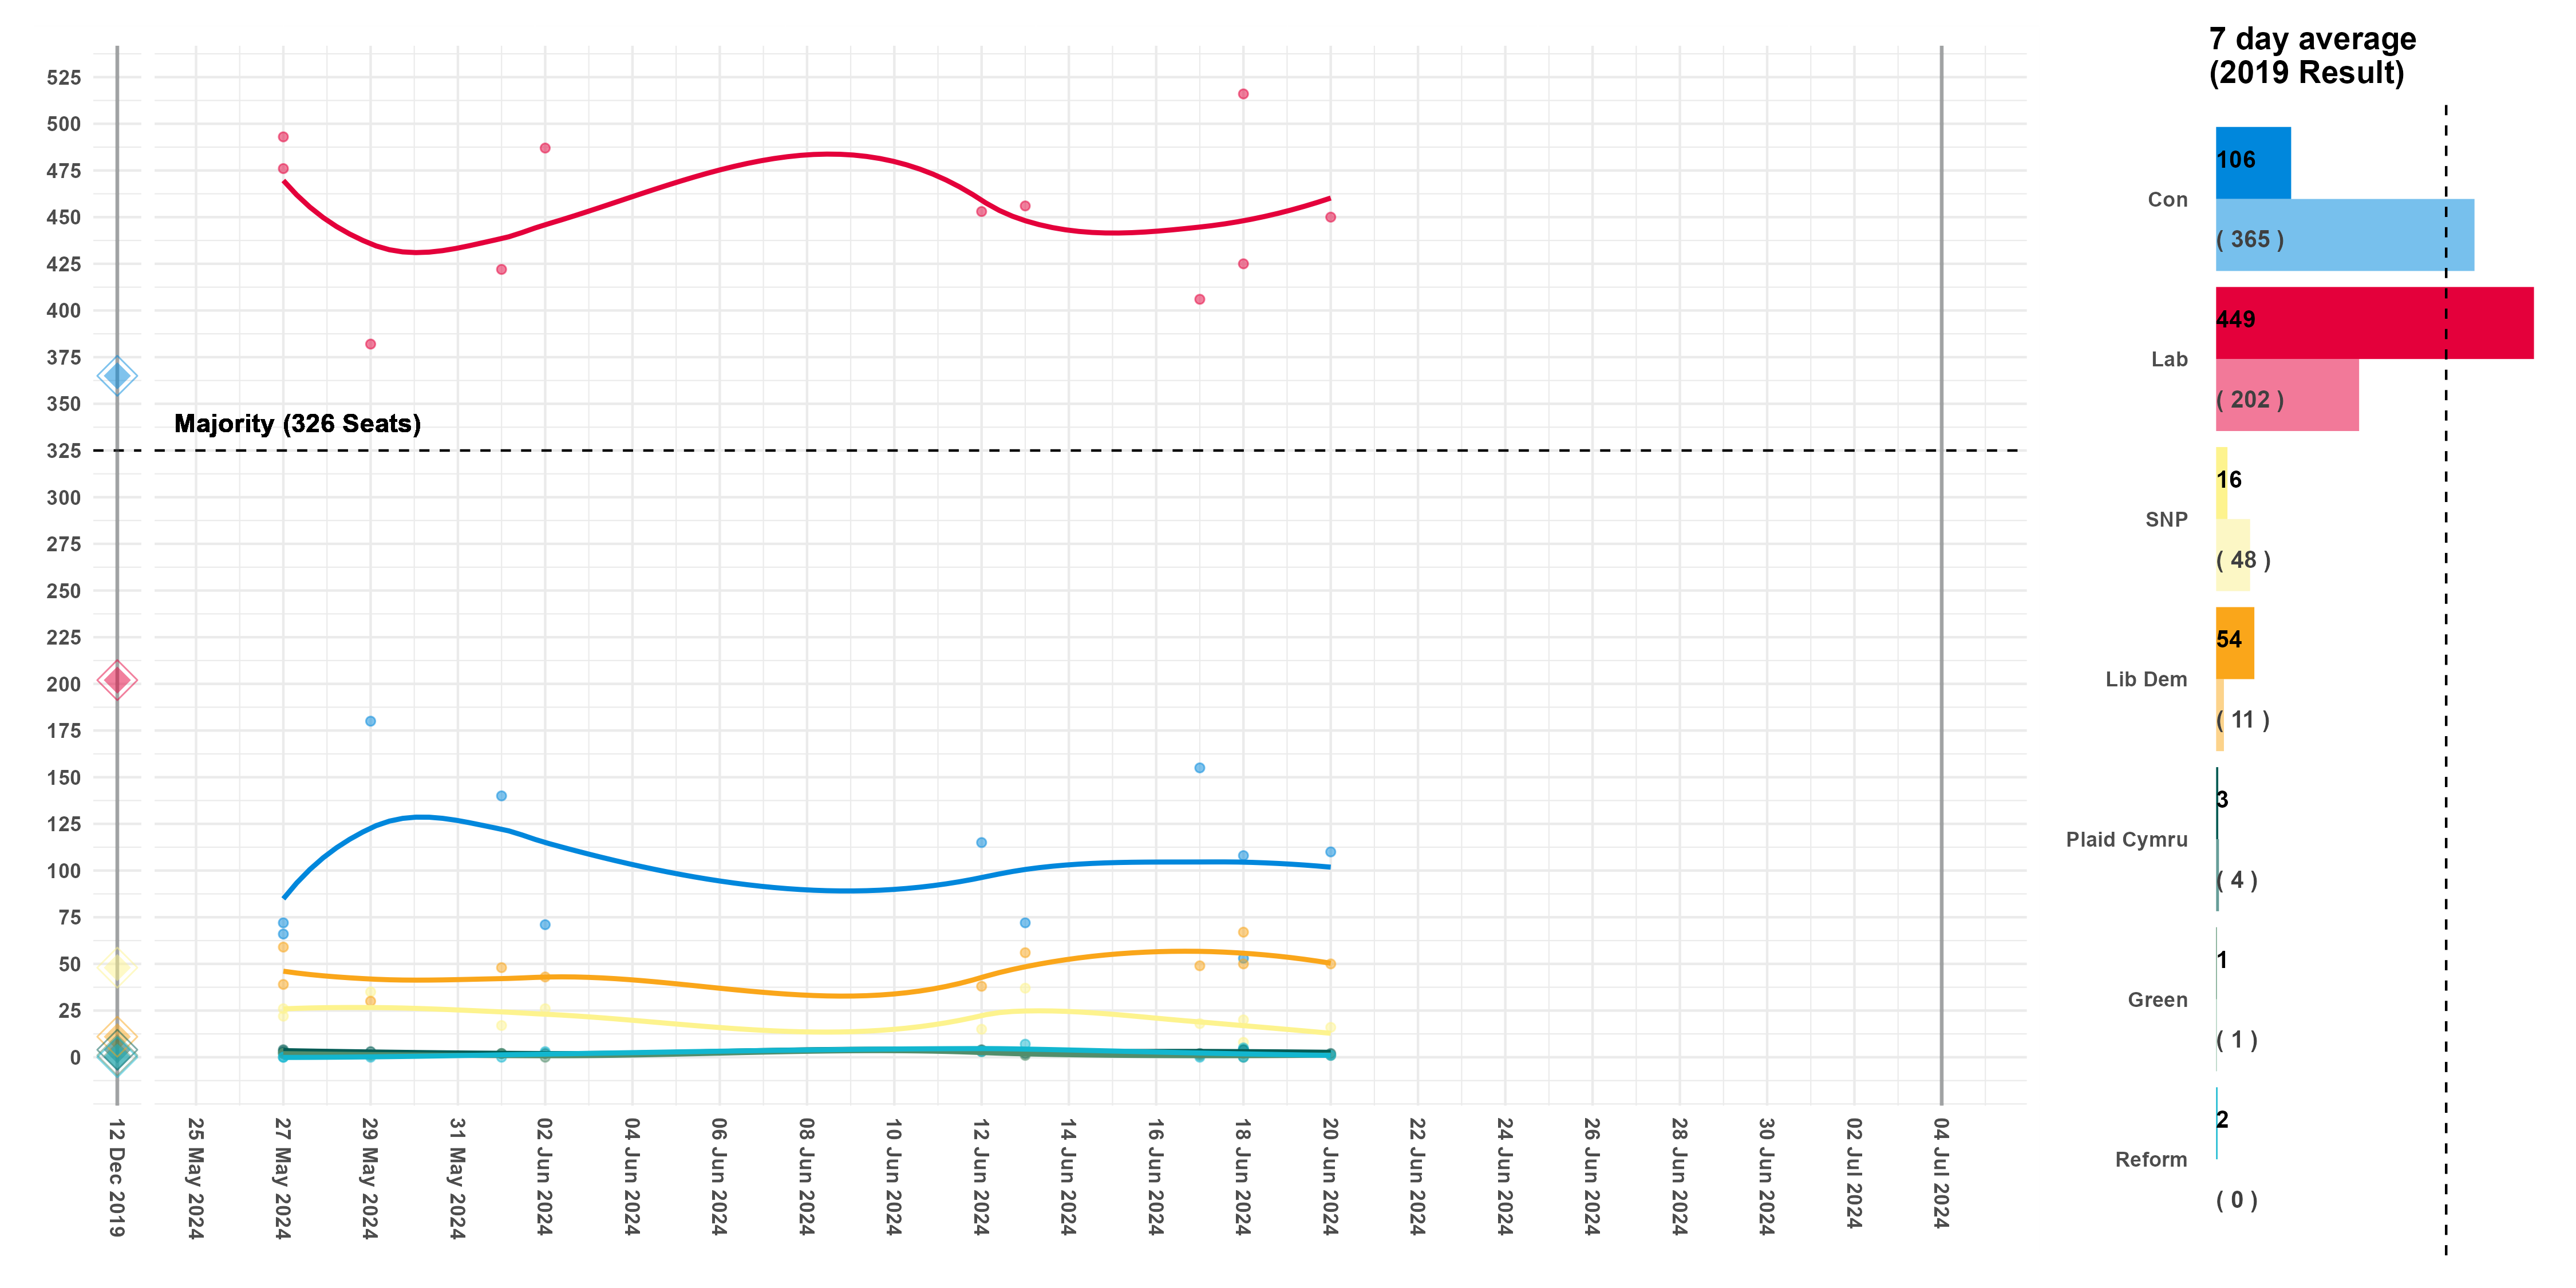 525
500
475
450
425
400
375
350
325
300
275
250
225
200
175
150
125
100
75
50
25
0
Majority (326 Seats)
12 Dec 2019
25 May 2024
27 May 2024
29 May 2024
31 May 2024
02 Jun 2024
04 Jun 2024
06 Jun 2024
08 Jun 2024
10 Jun 2024
12 Jun 2024
14 Jun 2024
16 Jun 2024
18 Jun 2024
20 Jun 2024
22 Jun 2024
24 Jun 2024
26 Jun 2024
28 Jun 2024
30 Jun 2024
02 Jul 2024
04 Jul 2024
7 day average
(2019 Result)
106
Con
( 365 )
449
Lab
( 202 )
16
SNP
( 48 )
54
Lib Dem
( 11 )
3
Plaid Cymru
( 4 )
1
Green
( 1 )
2
Reform
( 0 )